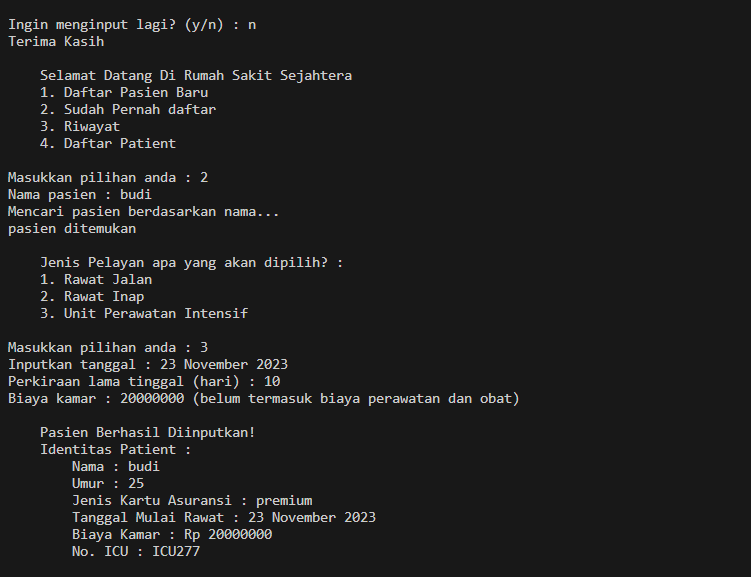 Ingin menginput lagi? (y/n) : n
Terima Kasih
Selamat Datang Di Rumah Sakit Sejahtera
1. Daftar Pasien Baru
2. Sudah Pernah daftar
3. Riwayat
4. Daftar Patient
Masukkan pilihan anda : 2
Nama pasien : budi
Mencari pasien berdasarkan nama...
pasien ditemukan
Jenis Pelayan apa yang akan dipilih? :
1. Rawat Jalan
2. Rawat Inap
3. Unit Perawatan Intensif
Masukkan pilihan anda : 3
Inputkan tanggal : 23 November 2023
Perkiraan lama tinggal (hari) : 10
Biaya kamar : 20000000 (belum termasuk biaya perawatan dan obat)
Pasien Berhasil Diinputkan!
Identitas Patient :
Nama : budi
Umur : 25
Jenis Kartu Asuransi : premium
Tanggal Mulai Rawat : 23 November 2023
Biaya Kamar : Rp 20000000
No. ICU : ICU277